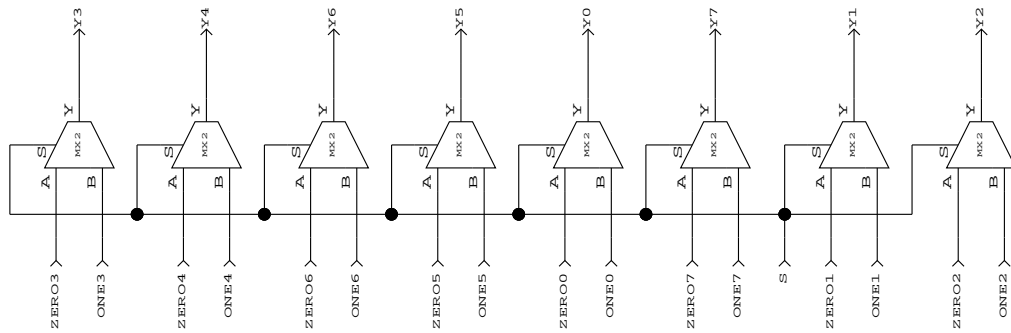 Y3 Y4 Y6 Y5 Y0 Y7 Y1 Y2
Y Y Y Y Y Y Y Y
S MX2 S MX2 S MX2 S MX2 S MX2 S MX2 S MX2 S MX2
A B A B A B A B A B A B A B A B
ZERO3 ONE3 ZERO4 ONE4 ZERO6 ONE6 ZERO5 ONE5 ZERO0 ONE0 ZERO7 ONE7 S ZERO1 ONE1 ZERO2 ONE2